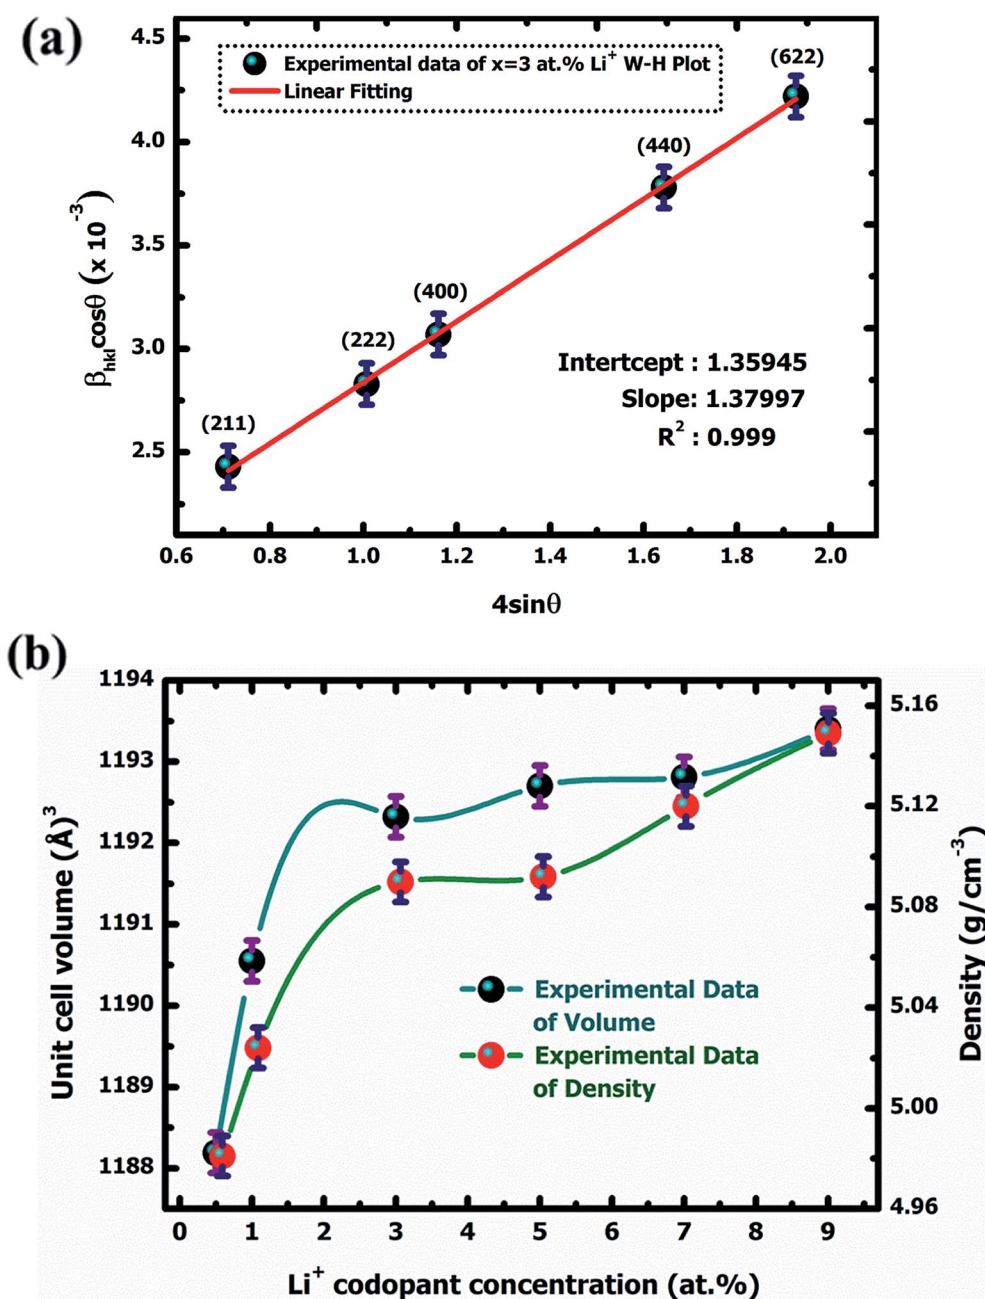 (a)
4.5
4.0
3.5
3.0
2.5
β_hkl cosθ (x 10^-3)
Experimental data of x=3 at.% Li^+ W-H Plot
Linear Fitting
(622)
(440)
(400)
(222)
(211)
Intertcept : 1.35945
Slope: 1.37997
R^2 : 0.999
0.6 0.8 1.0 1.2 1.4 1.6 1.8 2.0
4sinθ
(b)
1194
1193
1192
1191
1190
1189
1188
Unit cell volume (Å)^3
5.16
5.12
5.08
5.04
5.00
4.96
Density (g/cm^-3)
Experimental Data
of Volume
Experimental Data
of Density
0 1 2 3 4 5 6 7 8 9
Li^+ codopant concentration (at.%)